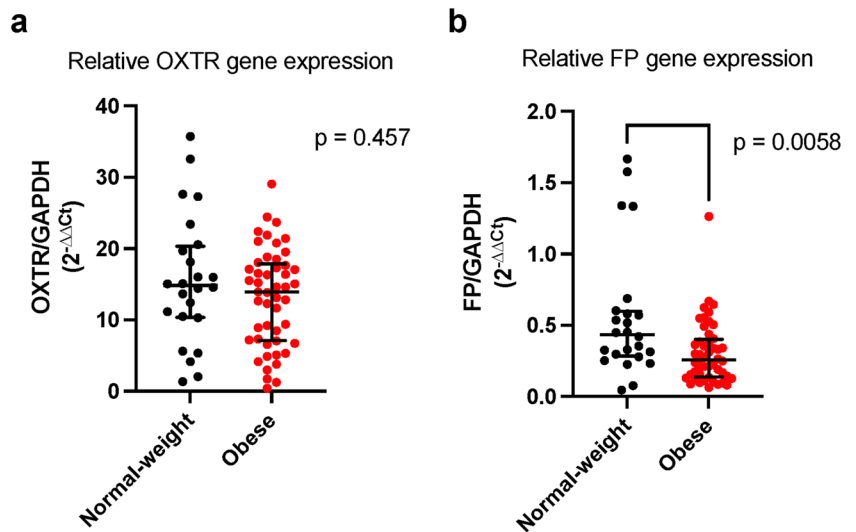 a
Relative OXTR gene expression
OXTR/GAPDH
(2-ΔΔCt)
40
30
20
10
0
p = 0.457
Normal-weight
Obese
b
Relative FP gene expression
FP/GAPDH
(2-ΔΔCt)
2.0
1.5
1.0
0.5
0.0
p = 0.0058
Normal-weight
Obese